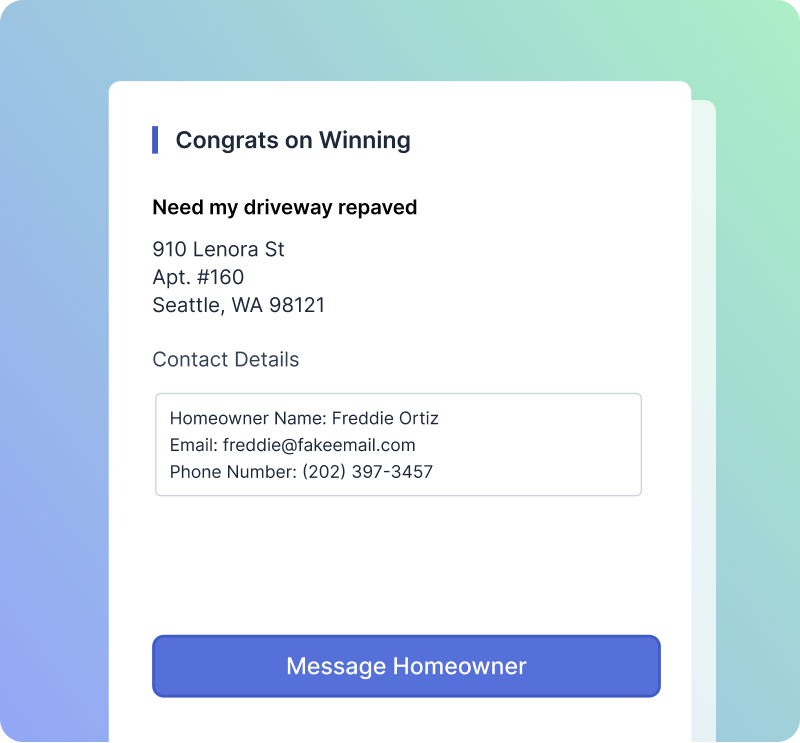 Congrats on Winning
Need my driveway repaved
910 Lenora St
Apt. #160
Seattle, WA 98121
Contact Details
Homeowner Name: Freddie Ortiz
Email: freddie@fakeemail.com
Phone Number: (202) 397-3457
Message Homeowner